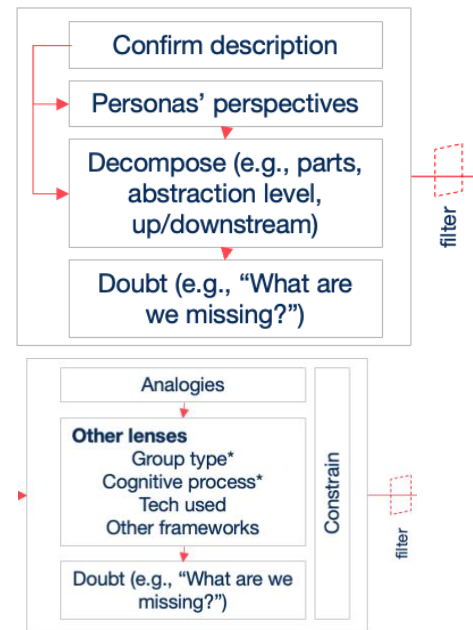 Confirm description
Personas’ perspectives
Decompose (e.g., parts,
abstraction level,
up/downstream)
Doubt (e.g., “What are
we missing?”)
filter
Analogies
Other lenses
Group type*
Cognitive process*
Tech used
Other frameworks
Doubt (e.g., “What are we
missing?”)
Constrain
filter